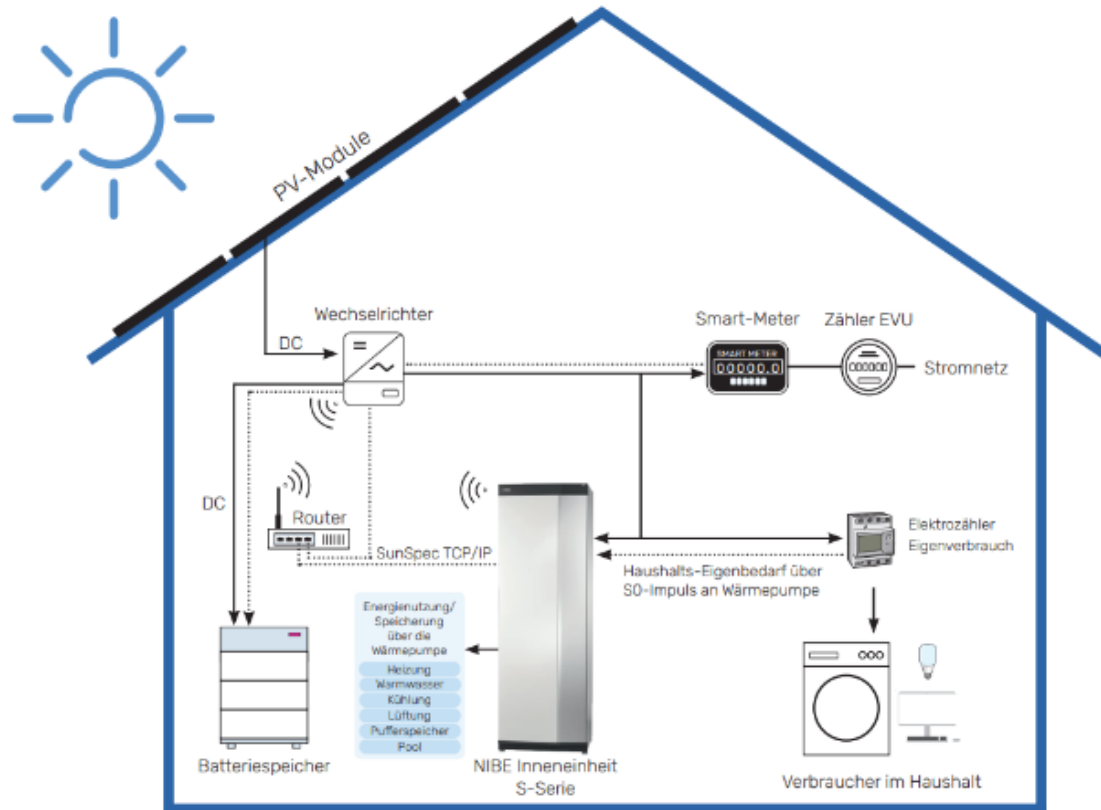 PV-Module
Wechselrichter
DC
Smart-Meter
SMART METER
00000.0
Zähler EVU
000000
Stromnetz
DC
Router
SunSpec TCP/IP
Elektrozähler
Eigenverbrauch
Haushalts-Eigenbedarf über
S0-Impuls an Wärmepumpe
Energienutzung/
Speicherung
über die
Wärmepumpe
Heizung
Warmwasser
Kühlung
Lüftung
Pufferspeicher
Pool
Batteriespeicher
NIBE Inneneinheit
S-Serie
Verbraucher im Haushalt